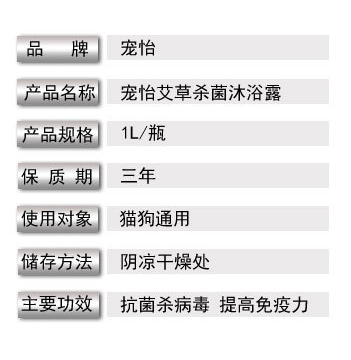 品 牌 宠怡
产品名称 宠怡艾草杀菌沐浴露
产品规格 1L/瓶
保 质 期 三年
使用对象 猫狗通用
储存方法 阴凉干燥处
主要功效 抗菌杀病毒 提高免疫力